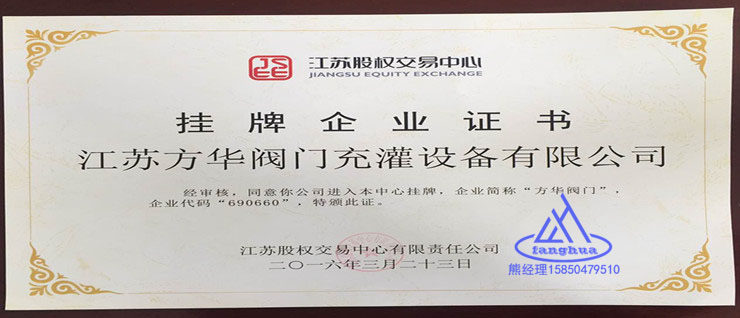 JS
EE
江苏股权交易中心
JIANGSU EQUITY EXCHANGE
挂牌企业证书
江苏方华阀门充灌设备有限公司
经审核，同意你公司进入本中心挂牌，企业简称“方华阀门”，
企业代码“690660”，特颁此证。
江苏股权交易中心有限责任公司
二〇一六年三月二十三日
fanghua
熊经理15850479510